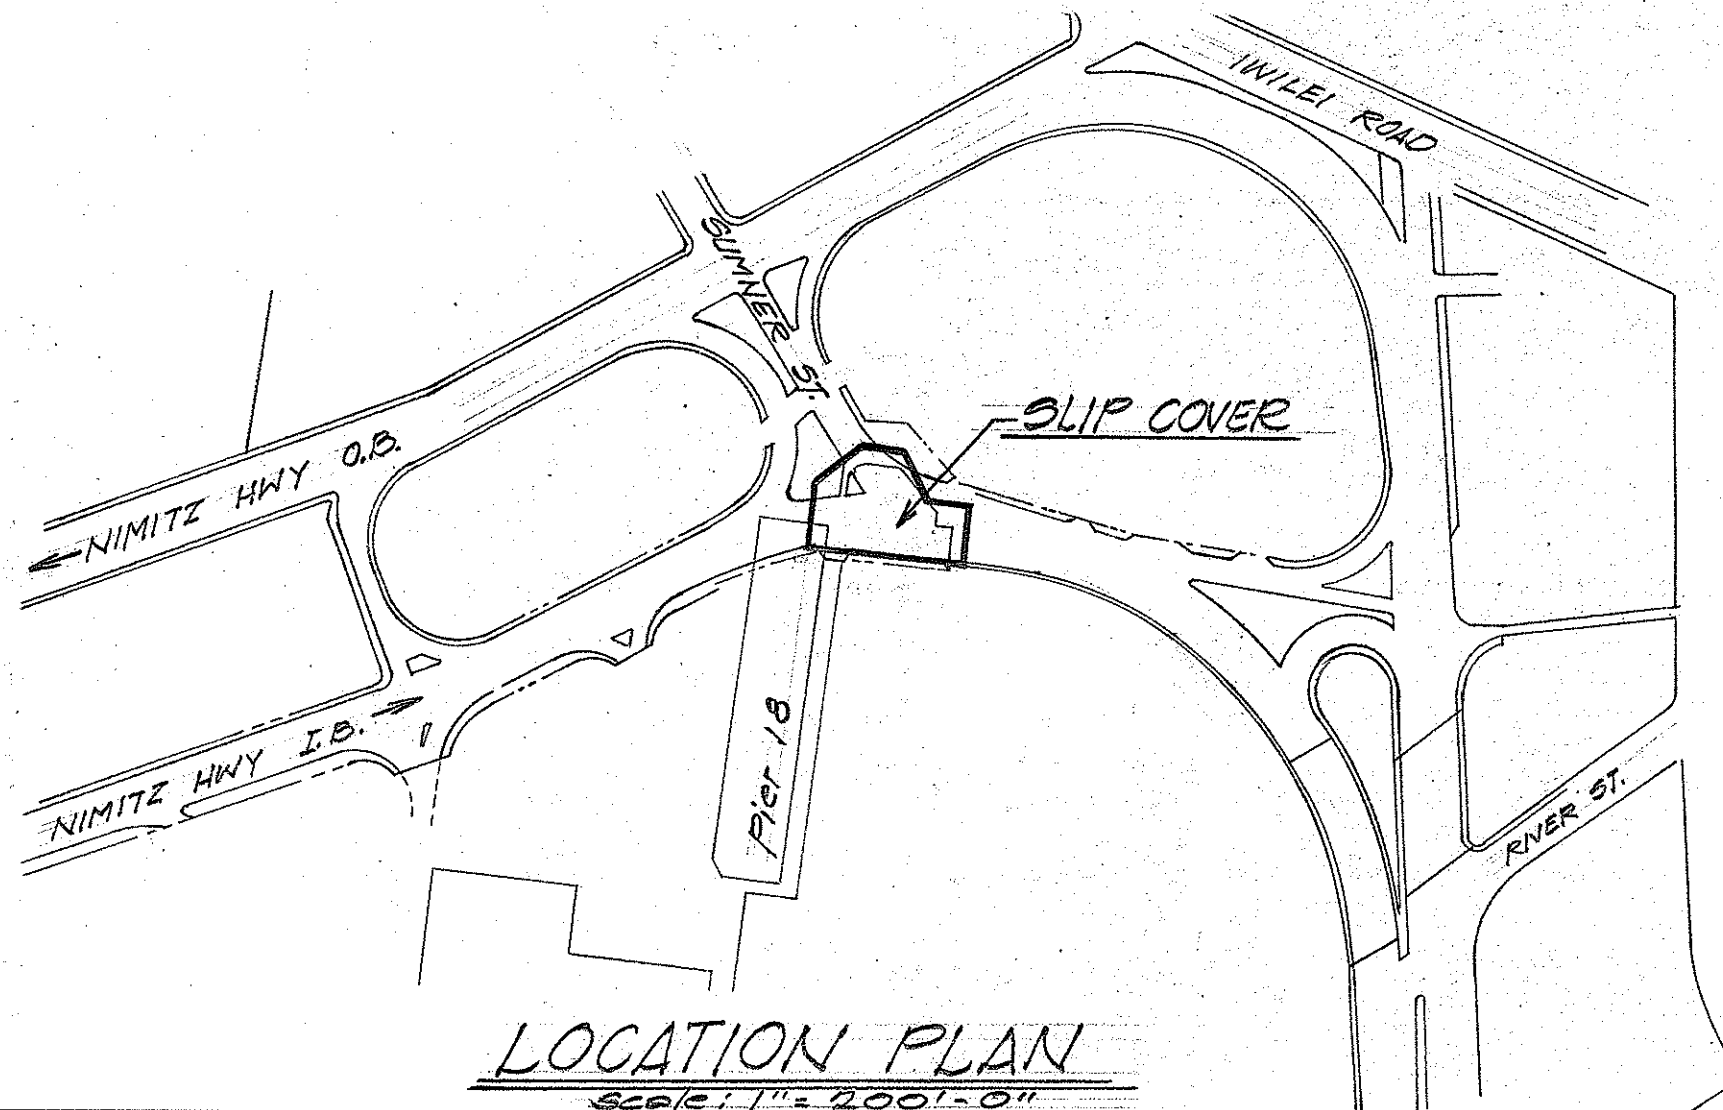 IWILEI ROAD
SUMNER ST.
SLIP COVER
NIMITZ HWY O.B.
NIMITZ HWY I.B.
Pier 18
RIVER ST.
LOCATION PLAN
Scale: 1" = 200'-0"